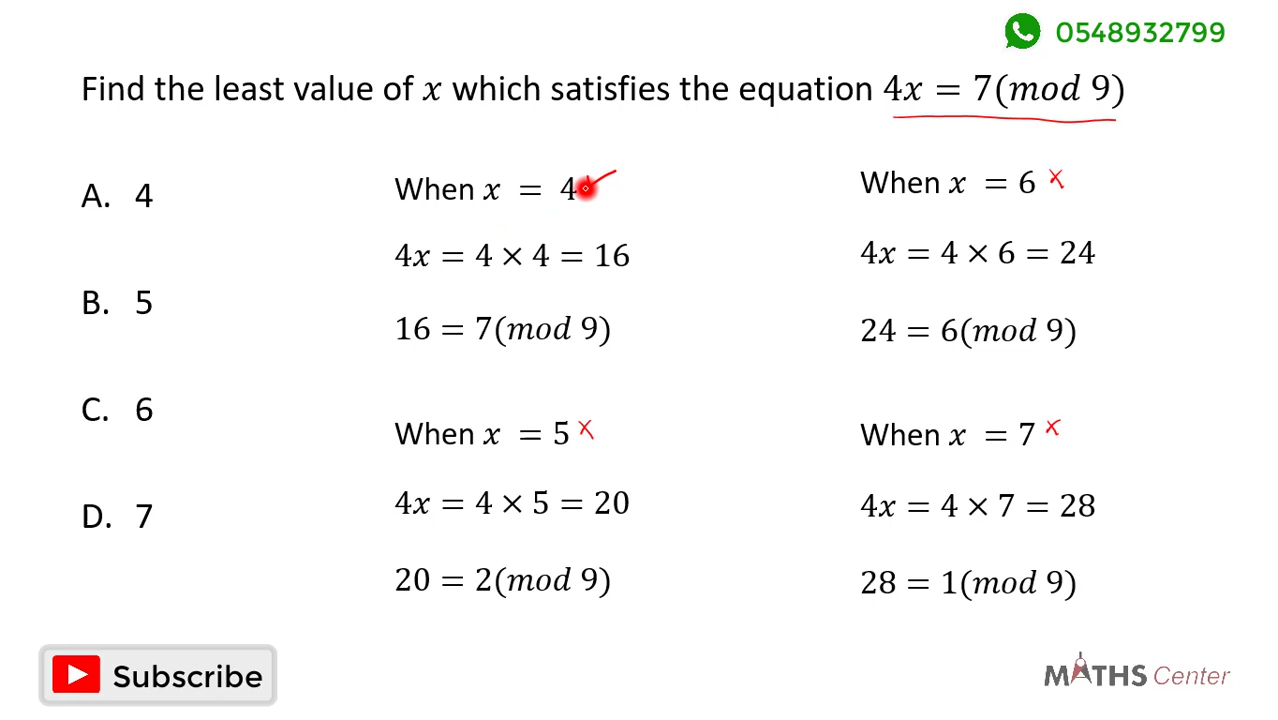 0548932799
Find the least value of x which satisfies the equation 4x = 7(mod 9)
A. 4
B. 5
C. 6
D. 7
When x = 4
4x = 4 × 4 = 16
16 = 7(mod 9)
When x = 5
4x = 4 × 5 = 20
20 = 2(mod 9)
When x = 6
4x = 4 × 6 = 24
24 = 6(mod 9)
When x = 7
4x = 4 × 7 = 28
28 = 1(mod 9)
Subscribe
MATHS Center